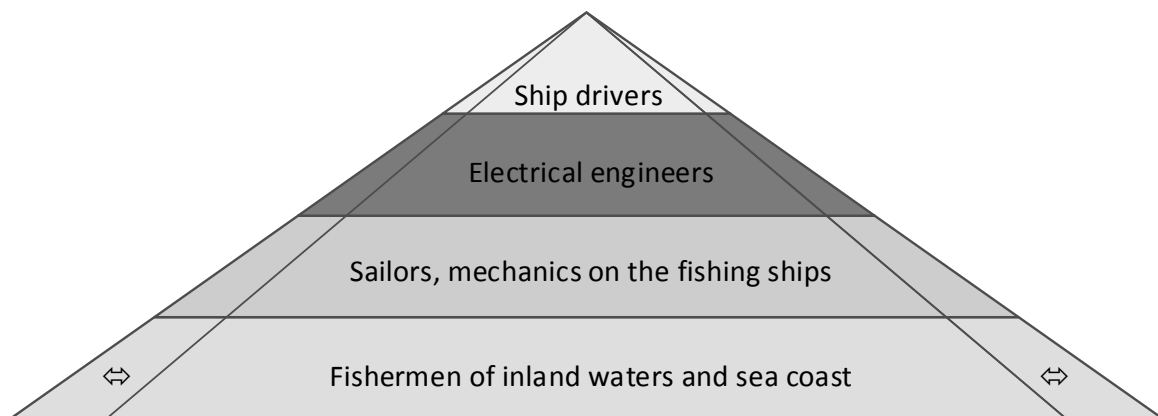 Ship drivers
Electrical engineers
Sailors, mechanics on the fishing ships
⬄ Fishermen of inland waters and sea coast ⬄